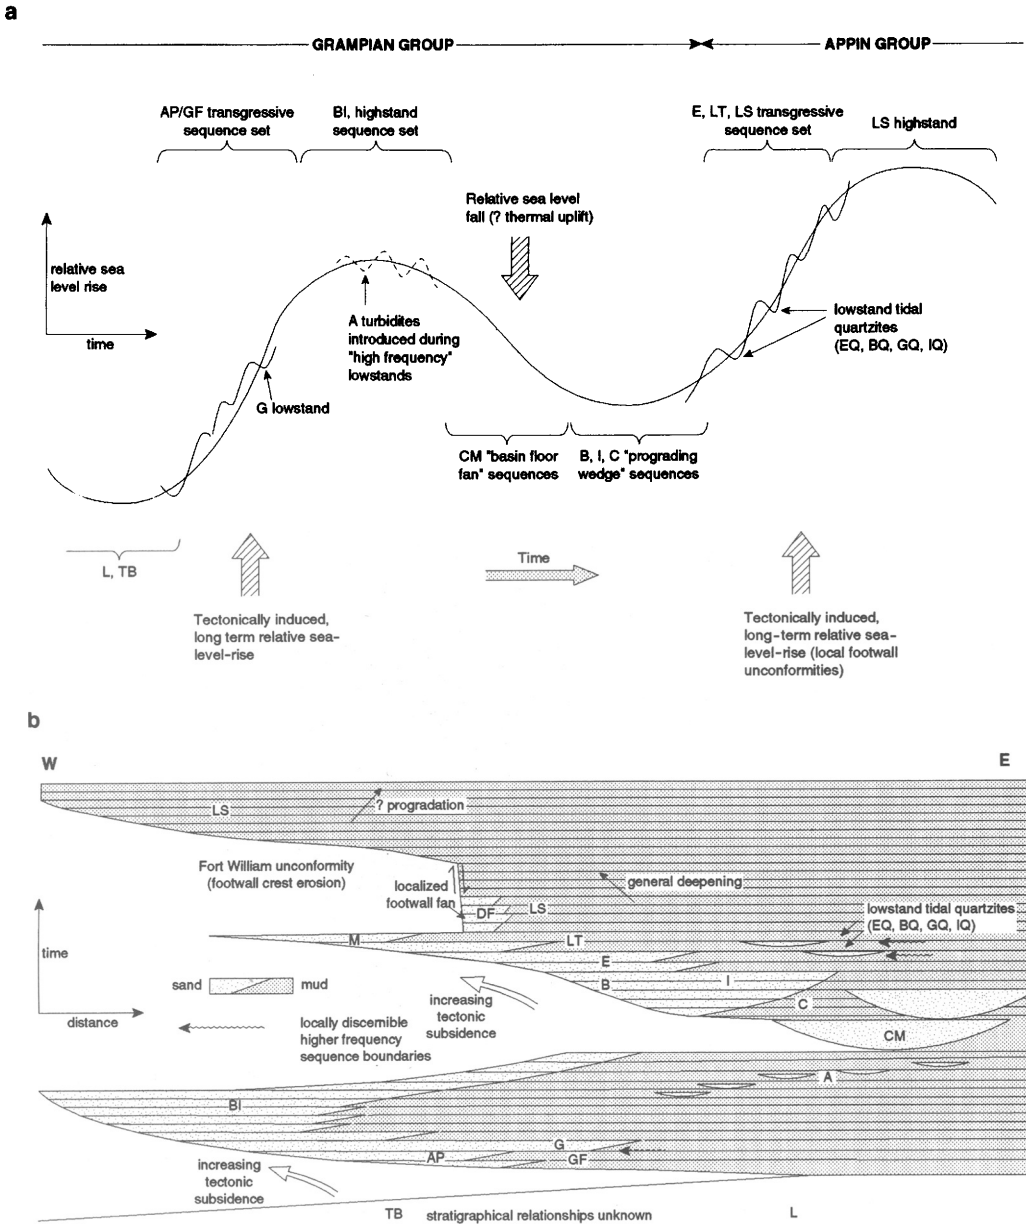 a
GRAMPIAN GROUP
APPIN GROUP
AP/GF transgressive
sequence set
BI, highstand
sequence set
E, LT, LS transgressive
sequence set
LS highstand
Relative sea level
fall (? thermal uplift)
relative sea
level rise
time
A turbidites
introduced during
"high frequency"
lowstands
G lowstand
lowstand tidal
quartzites
(EQ, BQ, GQ, IQ)
CM "basin floor
fan" sequences
B, I, C "prograding
wedge" sequences
L, TB
Time
Tectonically induced,
long term relative sea-
level-rise
Tectonically induced,
long-term relative sea-
level-rise (local footwall
unconformities)
b
W
E
LS
? progradation
Fort William unconformity
(footwall crest erosion)
localized
footwall fan
general deepening
DF
LS
lowstand tidal quartzites
(EQ, BQ, GQ, IQ)
M
LT
time
E
sand
mud
B
I
increasing
tectonic
subsidence
C
distance
locally discernible
higher frequency
sequence boundaries
CM
A
BI
G
AP
GF
increasing
tectonic
subsidence
TB
stratigraphical relationships unknown
L